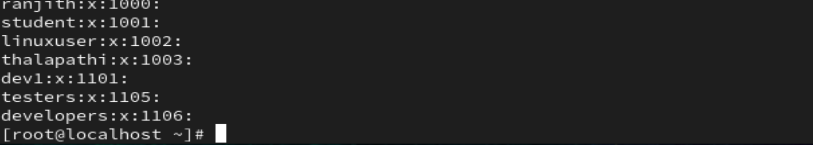 ranjith:x:1000:
student:x:1001:
linuxuser:x:1002:
thalapathi:x:1003:
dev1:x:1101:
testers:x:1105:
developers:x:1106:
[root@localhost ~]#